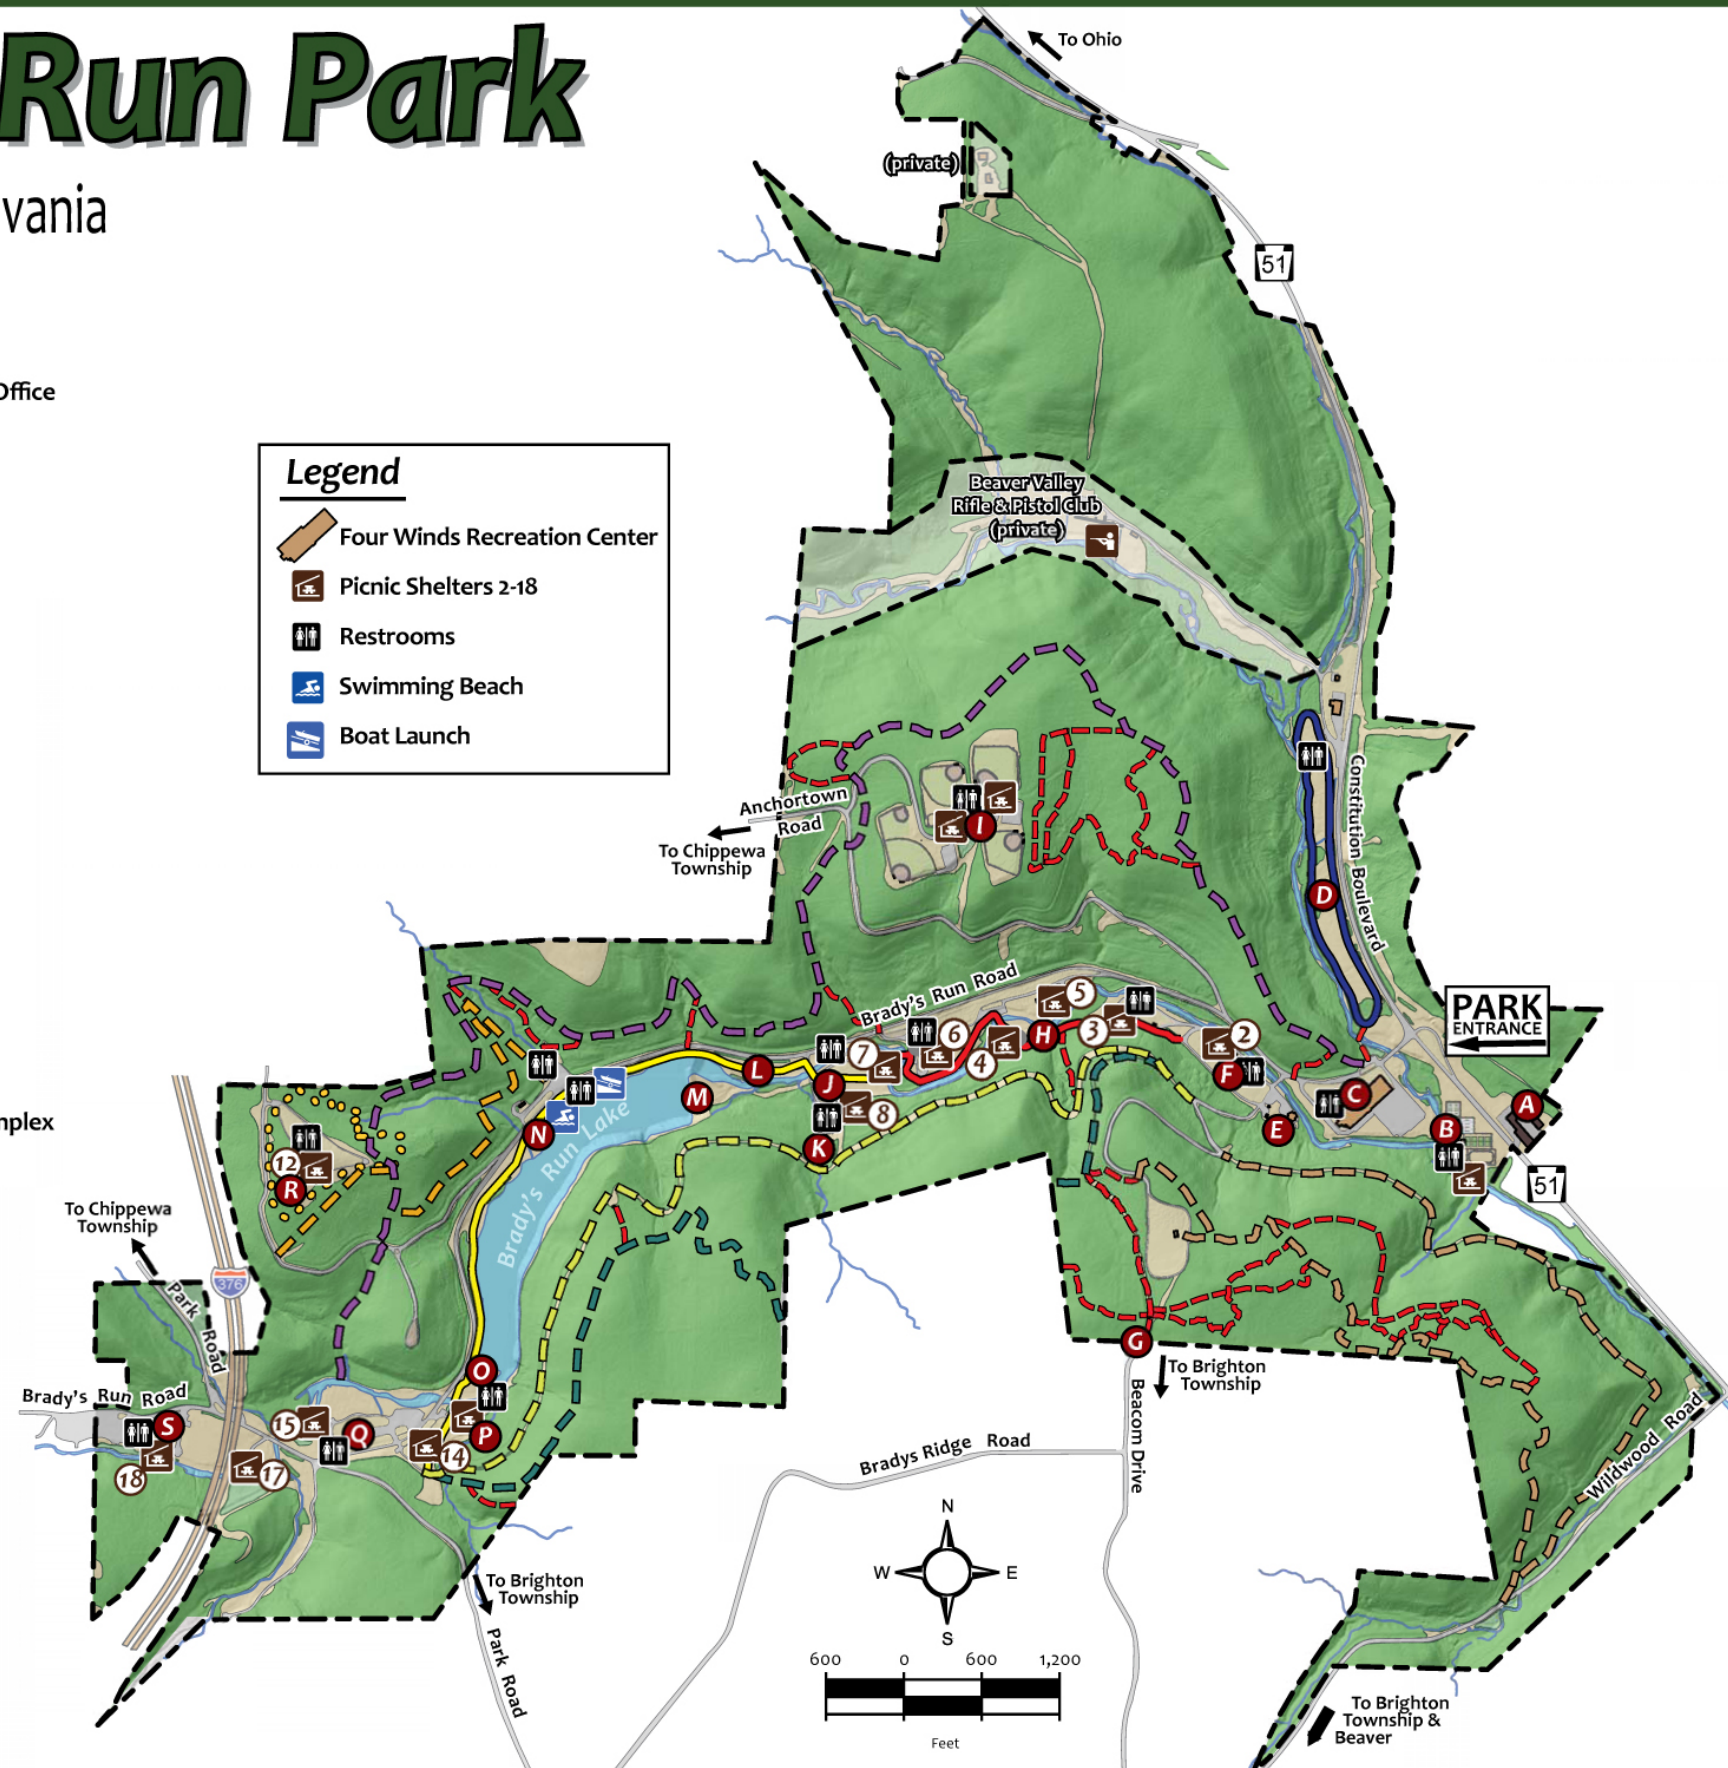 Run Park
vania
Office
mplex
To Ohio
(private)
51
Legend
Four Winds Recreation Center
Picnic Shelters 2-18
Restrooms
Swimming Beach
Boat Launch
Beaver Valley
Rifle & Pistol Club
(private)
Anchortown
Road
To Chippewa
Township
I
D
Constitution Boulevard
PARK
ENTRANCE
Brady's Run Road
5
H
3
2
6
4
7
F
L
J
M
8
K
C
A
B
E
51
N
Brady's Run Lake
12
R
To Chippewa
Township
376
Park Road
Brady's Run Road
S
18
17
15
Q
O
P
14
G
To Brighton
Township
Beacom Drive
Bradys Ridge Road
Wildwood Road
To Brighton
Township
Park Road
N
W
E
S
600 0 600 1,200
Feet
To Brighton
Township &
Beaver